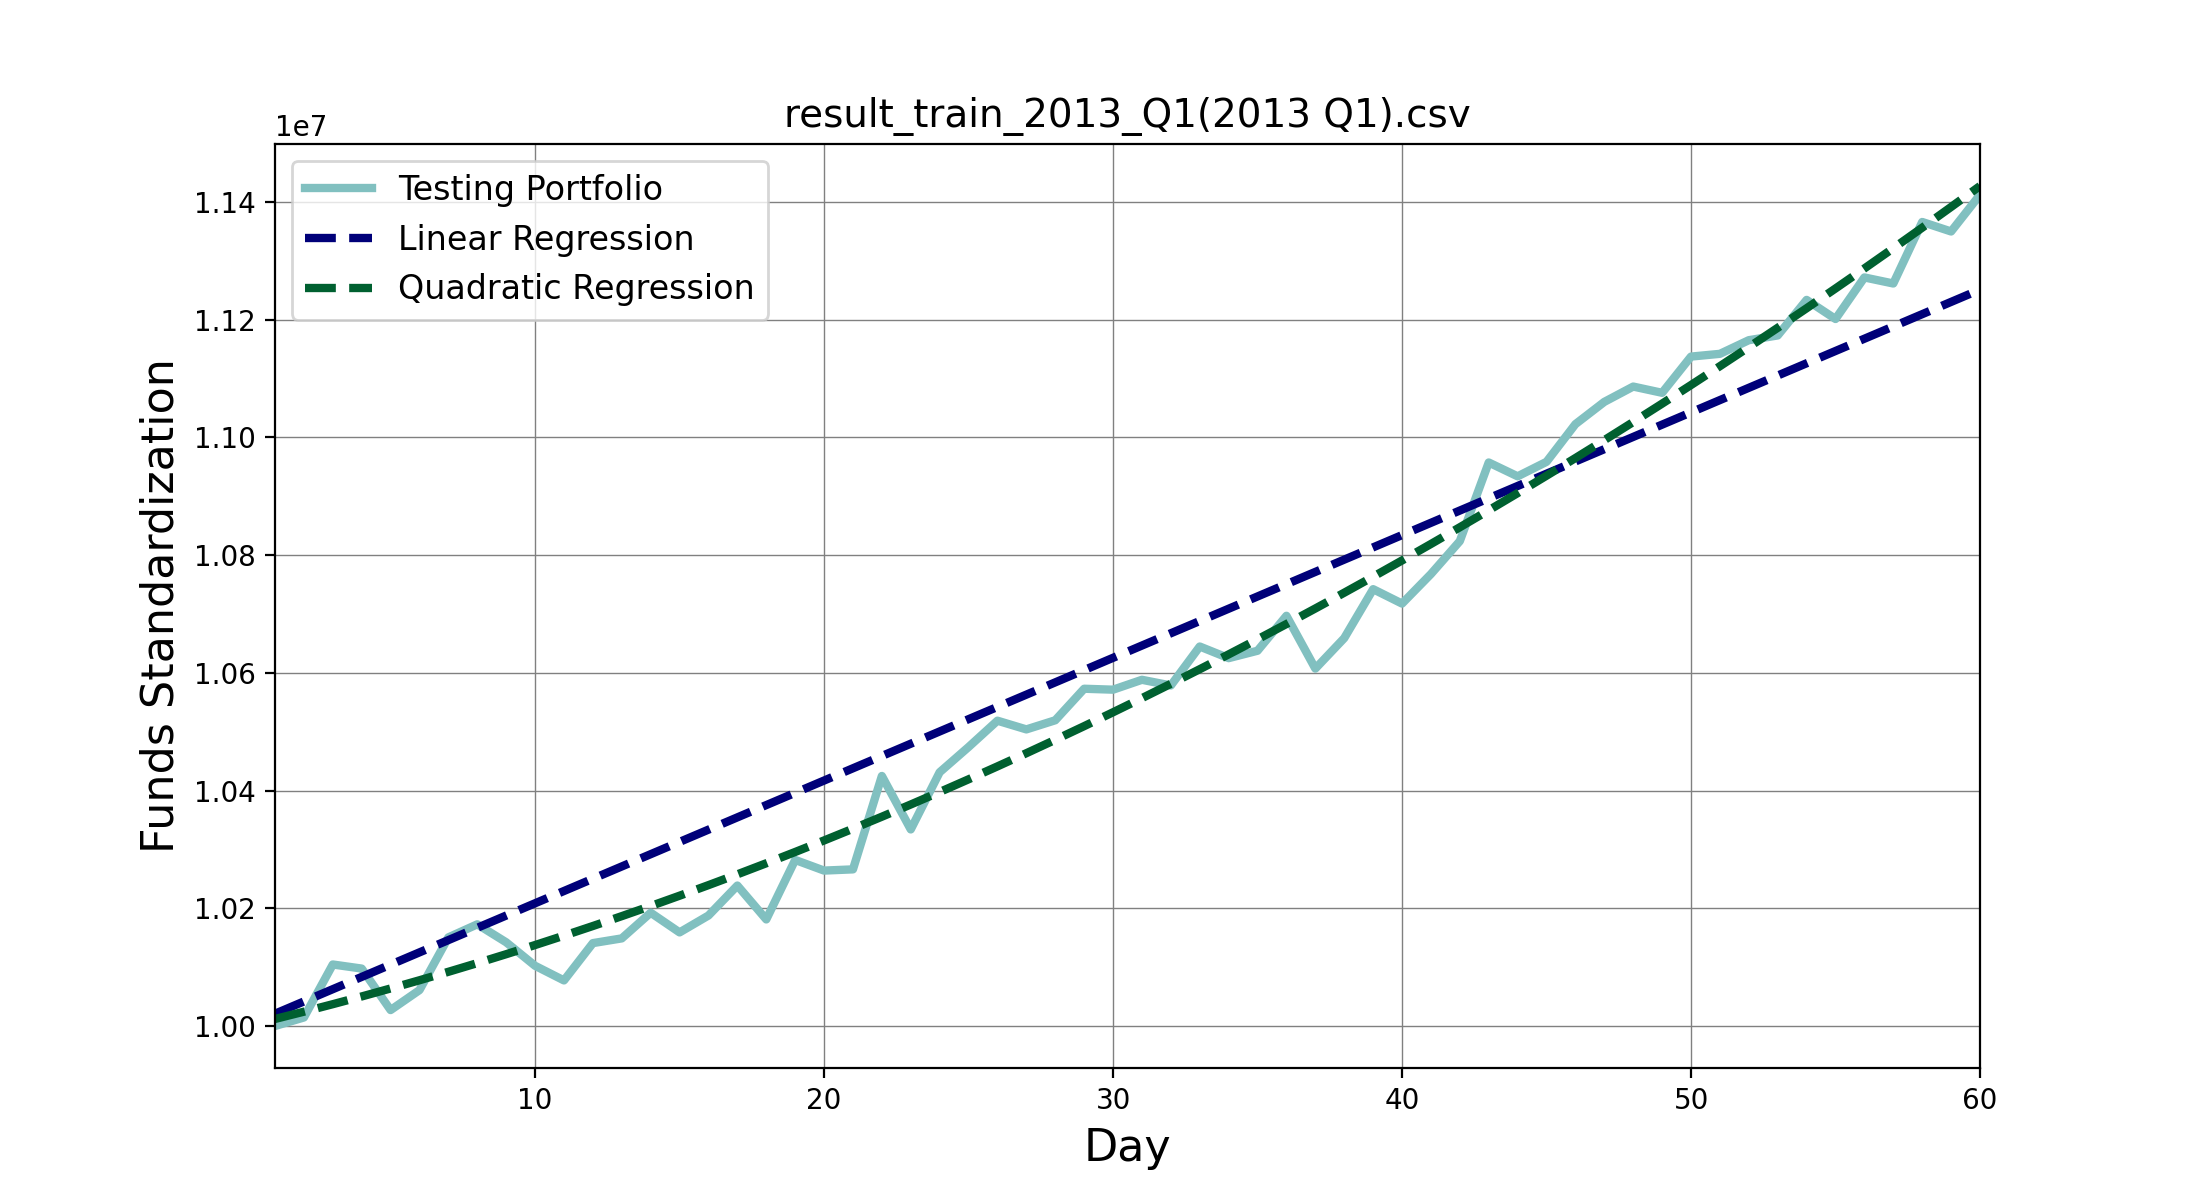 result_train_2013_Q1(2013 Q1).csv
1e7
Testing Portfolio
Linear Regression
Quadratic Regression
1.14
1.12
1.10
1.08
1.06
1.04
1.02
1.00
Funds Standardization
10 20 30 40 50 60
Day